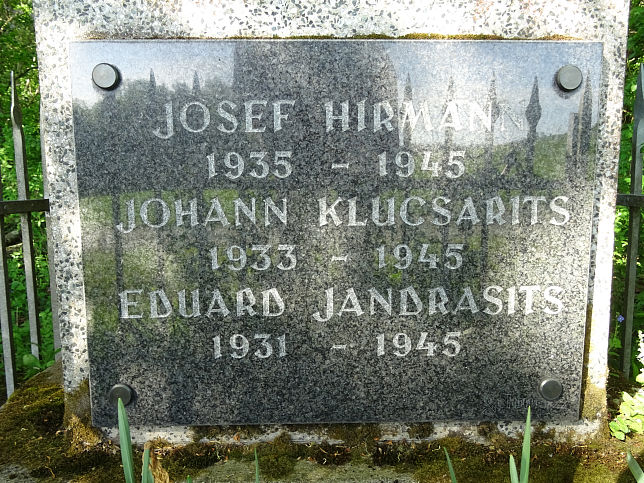 JOSEF HIRMANN
1935 - 1945
JOHANN KLUCSARITS
1933 - 1945
EDUARD JANDRASITS
1931 - 1945